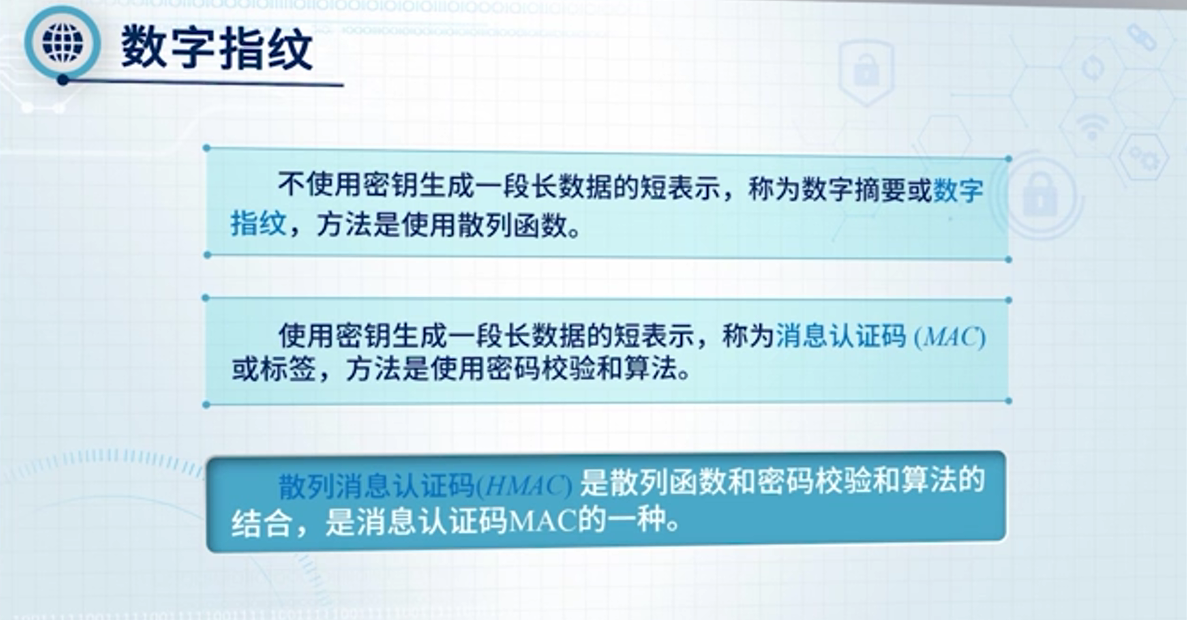 数字指纹
不使用密钥生成一段长数据的短表示，称为数字摘要或数字
指纹，方法是使用散列函数。
使用密钥生成一段长数据的短表示，称为消息认证码 (MAC)
或标签，方法是使用密码校验和算法。
散列消息认证码(HMAC) 是散列函数和密码校验和算法的
结合，是消息认证码MAC的一种。